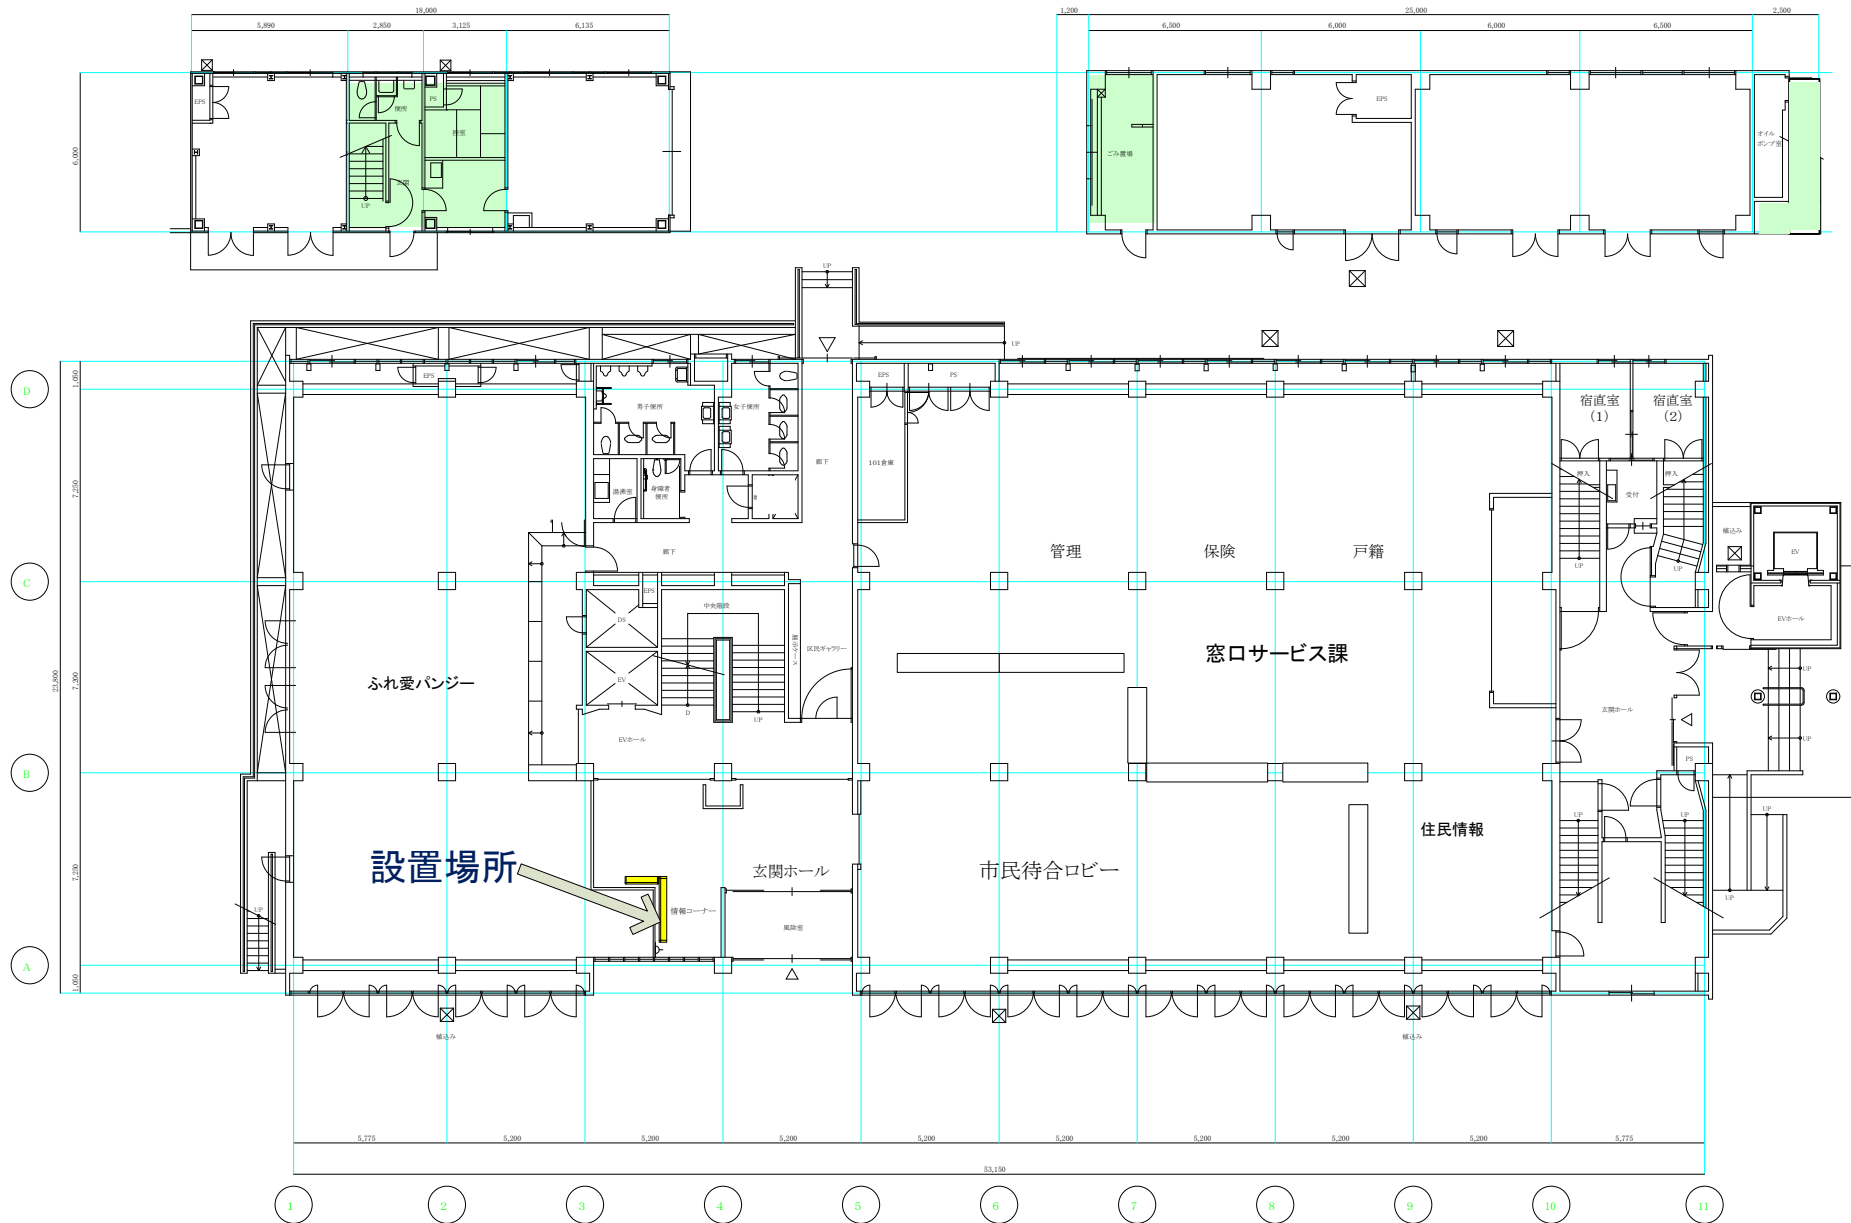 18,000
5,890
2,850
3,125
6,135
1,200
25,000
2,500
6,500
6,000
6,000
6,500
6,000
EPS
便所
PS
控室
玄関
UP
ごみ置場
EPS
オイル
ポンプ室
UP
UP
D
1,050
EPS
男子便所
女子便所
EPS
PS
宿直室
(1)
宿直室
(2)
廊下
101倉庫
押入
押入
受付
湯沸室
身障者
便所
7,250
植込み
EV
廊下
管理
保険
戸籍
UP
UP
C
EPS
DS
中央階段
展示ケース
区民ギャラリー
EVホール
23,800
7,300
ふれ愛パンジー
EV
D
UP
窓口サービス課
UP
玄関ホール
UP
EVホール
PS
B
UP
UP
UP
UP
住民情報
7,250
設置場所
玄関ホール
市民待合ロビー
UP
情報コーナー
風除室
UP
A
1,050
植込み
植込み
5,775
5,200
5,200
5,200
5,200
5,200
5,200
5,200
5,200
5,775
53,150
1
2
3
4
5
6
7
8
9
10
11